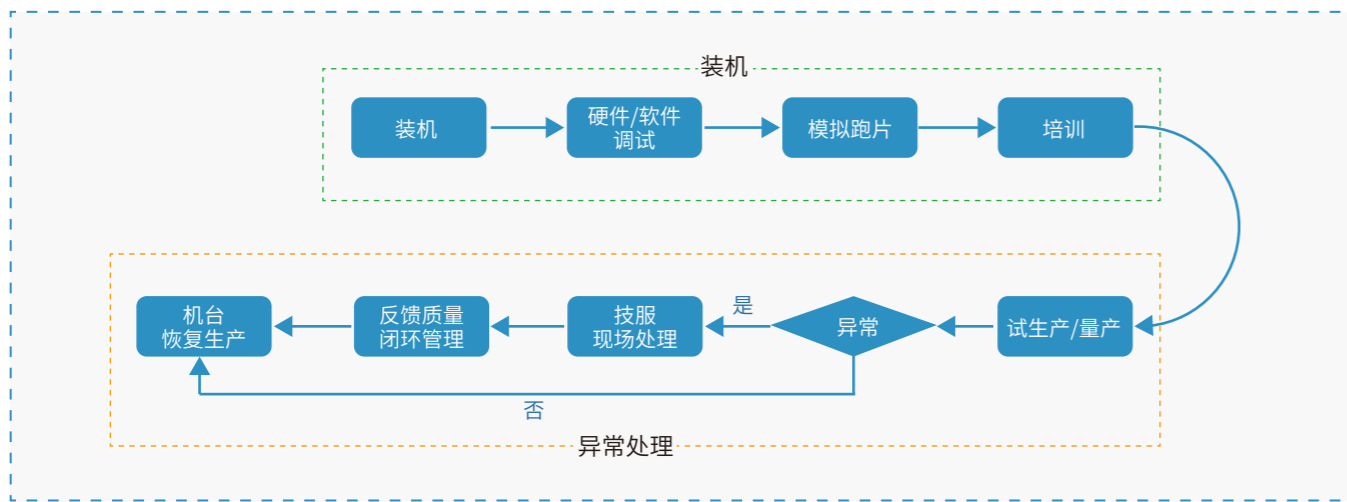 装机
装机
硬件/软件
调试
模拟跑片
培训
机台
恢复生产
反馈质量
闭环管理
技服
现场处理
是
异常
试生产/量产
否
异常处理